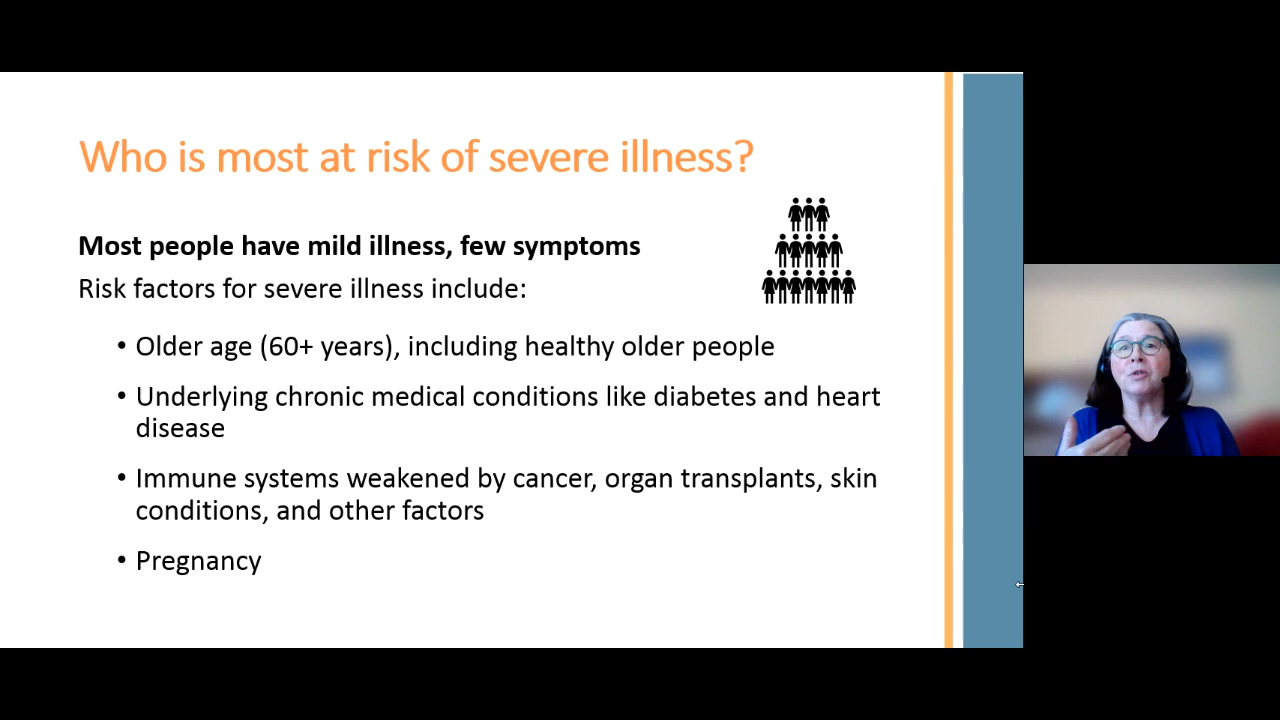 Who is most at risk of severe illness?
Most people have mild illness, few symptoms
Risk factors for severe illness include:
• Older age (60+ years), including healthy older people
• Underlying chronic medical conditions like diabetes and heart
disease
• Immune systems weakened by cancer, organ transplants, skin
conditions, and other factors
• Pregnancy